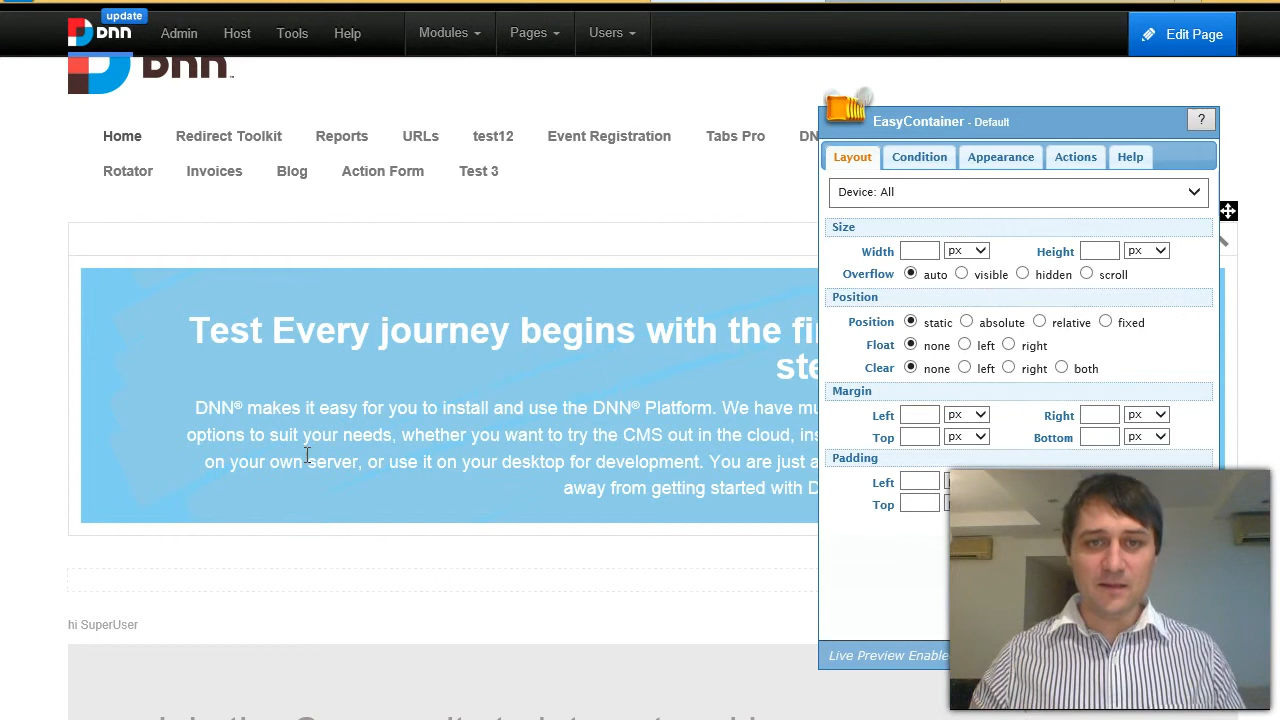 update
DNN Admin Host Tools Help Modules Pages Users Edit Page
DNN™
Home Redirect Toolkit Reports URLs test12 Event Registration Tabs Pro
Rotator Invoices Blog Action Form Test 3
Test Every journey begins with the
DNN® makes it easy for you to install and use the DNN® Platform. We have
options to suit your needs, whether you want to try the CMS out in the cloud,
on your own server, or use it on your desktop for development. You are just a
away from getting started with
hi SuperUser
EasyContainer - Default ?
Layout Condition Appearance Actions Help
Device: All
Size
Width px Height px
Overflow auto visible hidden scroll
Position
Position static absolute relative fixed
Float none left right
Clear none left right both
Margin
Left px Right px
Top px Bottom px
Padding
Left
Top
Live Preview Enable